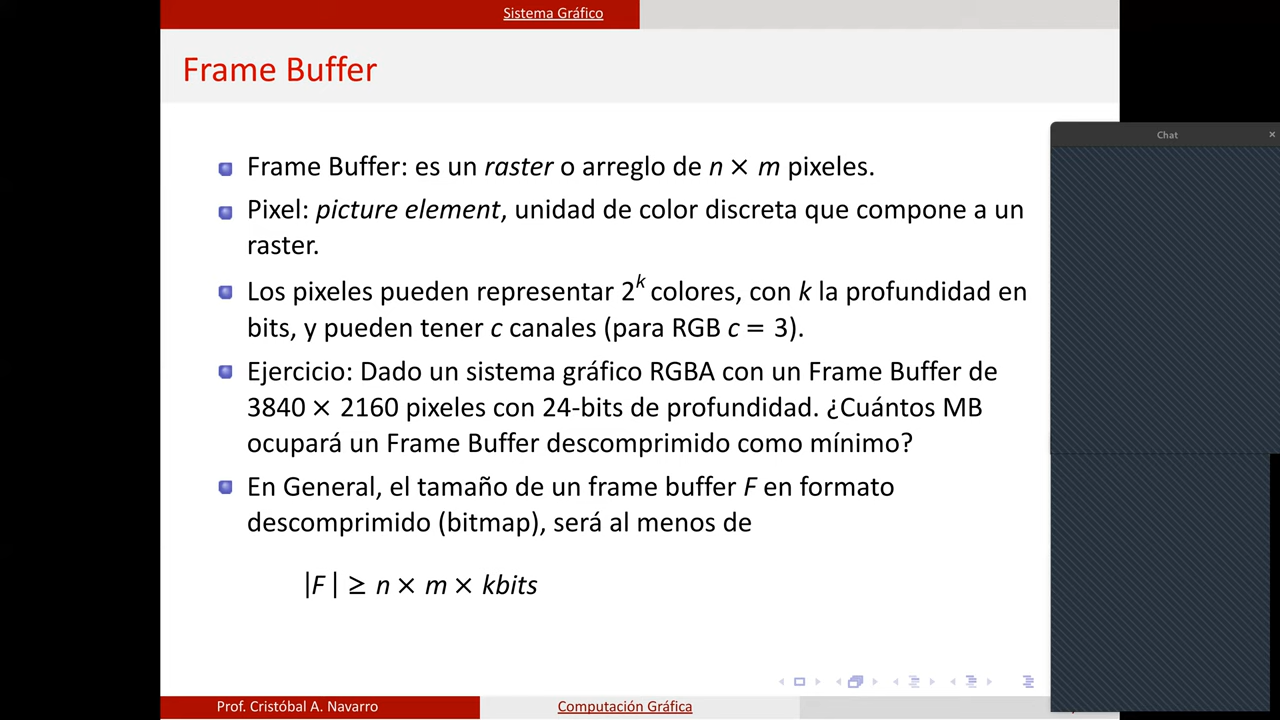 Sistema Gráfico
Frame Buffer
Chat
Frame Buffer: es un raster o arreglo de n × m pixeles.
Pixel: picture element, unidad de color discreta que compone a un
raster.
Los pixeles pueden representar 2^k colores, con k la profundidad en
bits, y pueden tener c canales (para RGB c = 3).
Ejercicio: Dado un sistema gráfico RGBA con un Frame Buffer de
3840 × 2160 pixeles con 24-bits de profundidad. ¿Cuántos MB
ocupará un Frame Buffer descomprimido como mínimo?
En General, el tamaño de un frame buffer F en formato
descomprimido (bitmap), será al menos de
|F| ≥ n × m × kbits
Prof. Cristóbal A. Navarro
Computación Gráfica